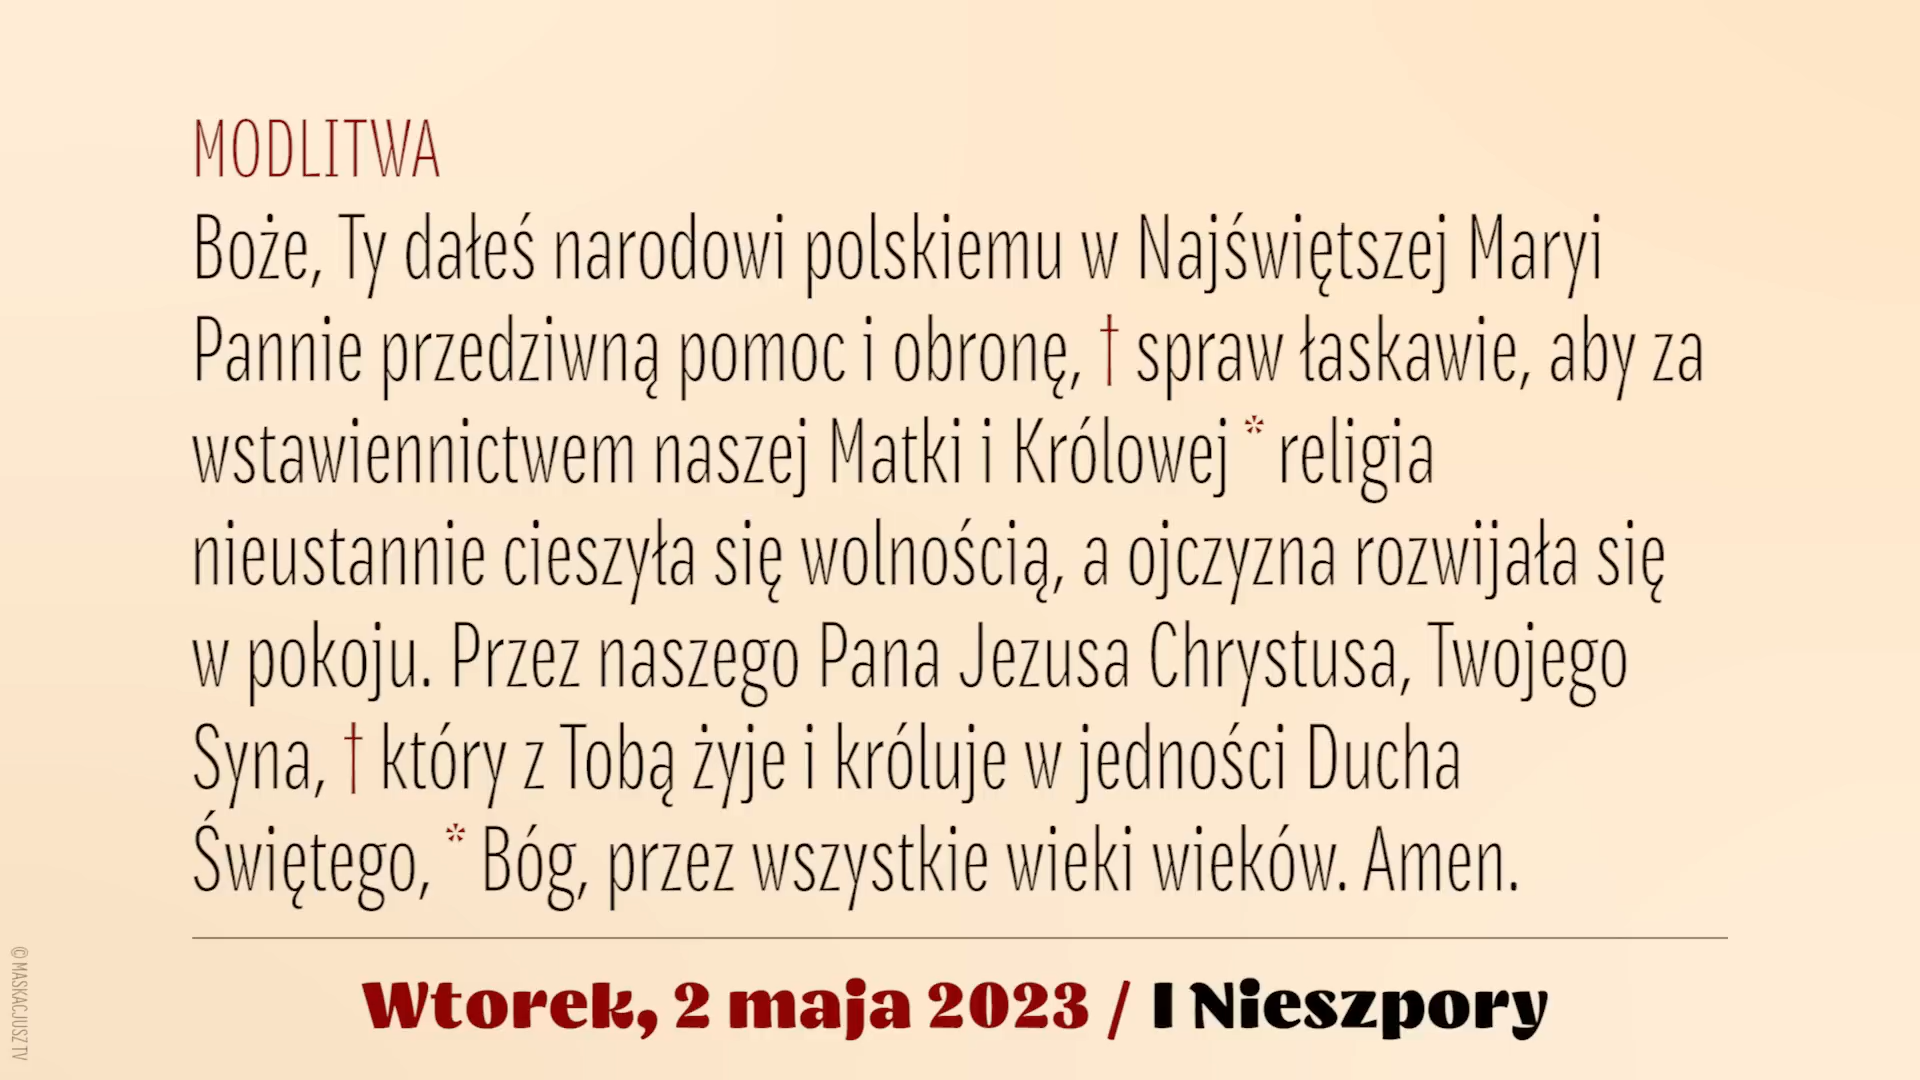 MODLITWA
Boże, Ty dałeś narodowi polskiemu w Najświętszej Maryi
Pannie przedziwną pomoc i obronę, † spraw łaskawie, aby za
wstawiennictwem naszej Matki i Królowej * religia
nieustannie cieszyła się wolnością, a ojczyzna rozwijała się
w pokoju. Przez naszego Pana Jezusa Chrystusa, Twojego
Syna, † który z Tobą żyje i króluje w jedności Ducha
Świętego, * Bóg, przez wszystkie wieki wieków. Amen.
Wtorek, 2 maja 2023 / I Nieszpory
© MASKACJUSZ TV